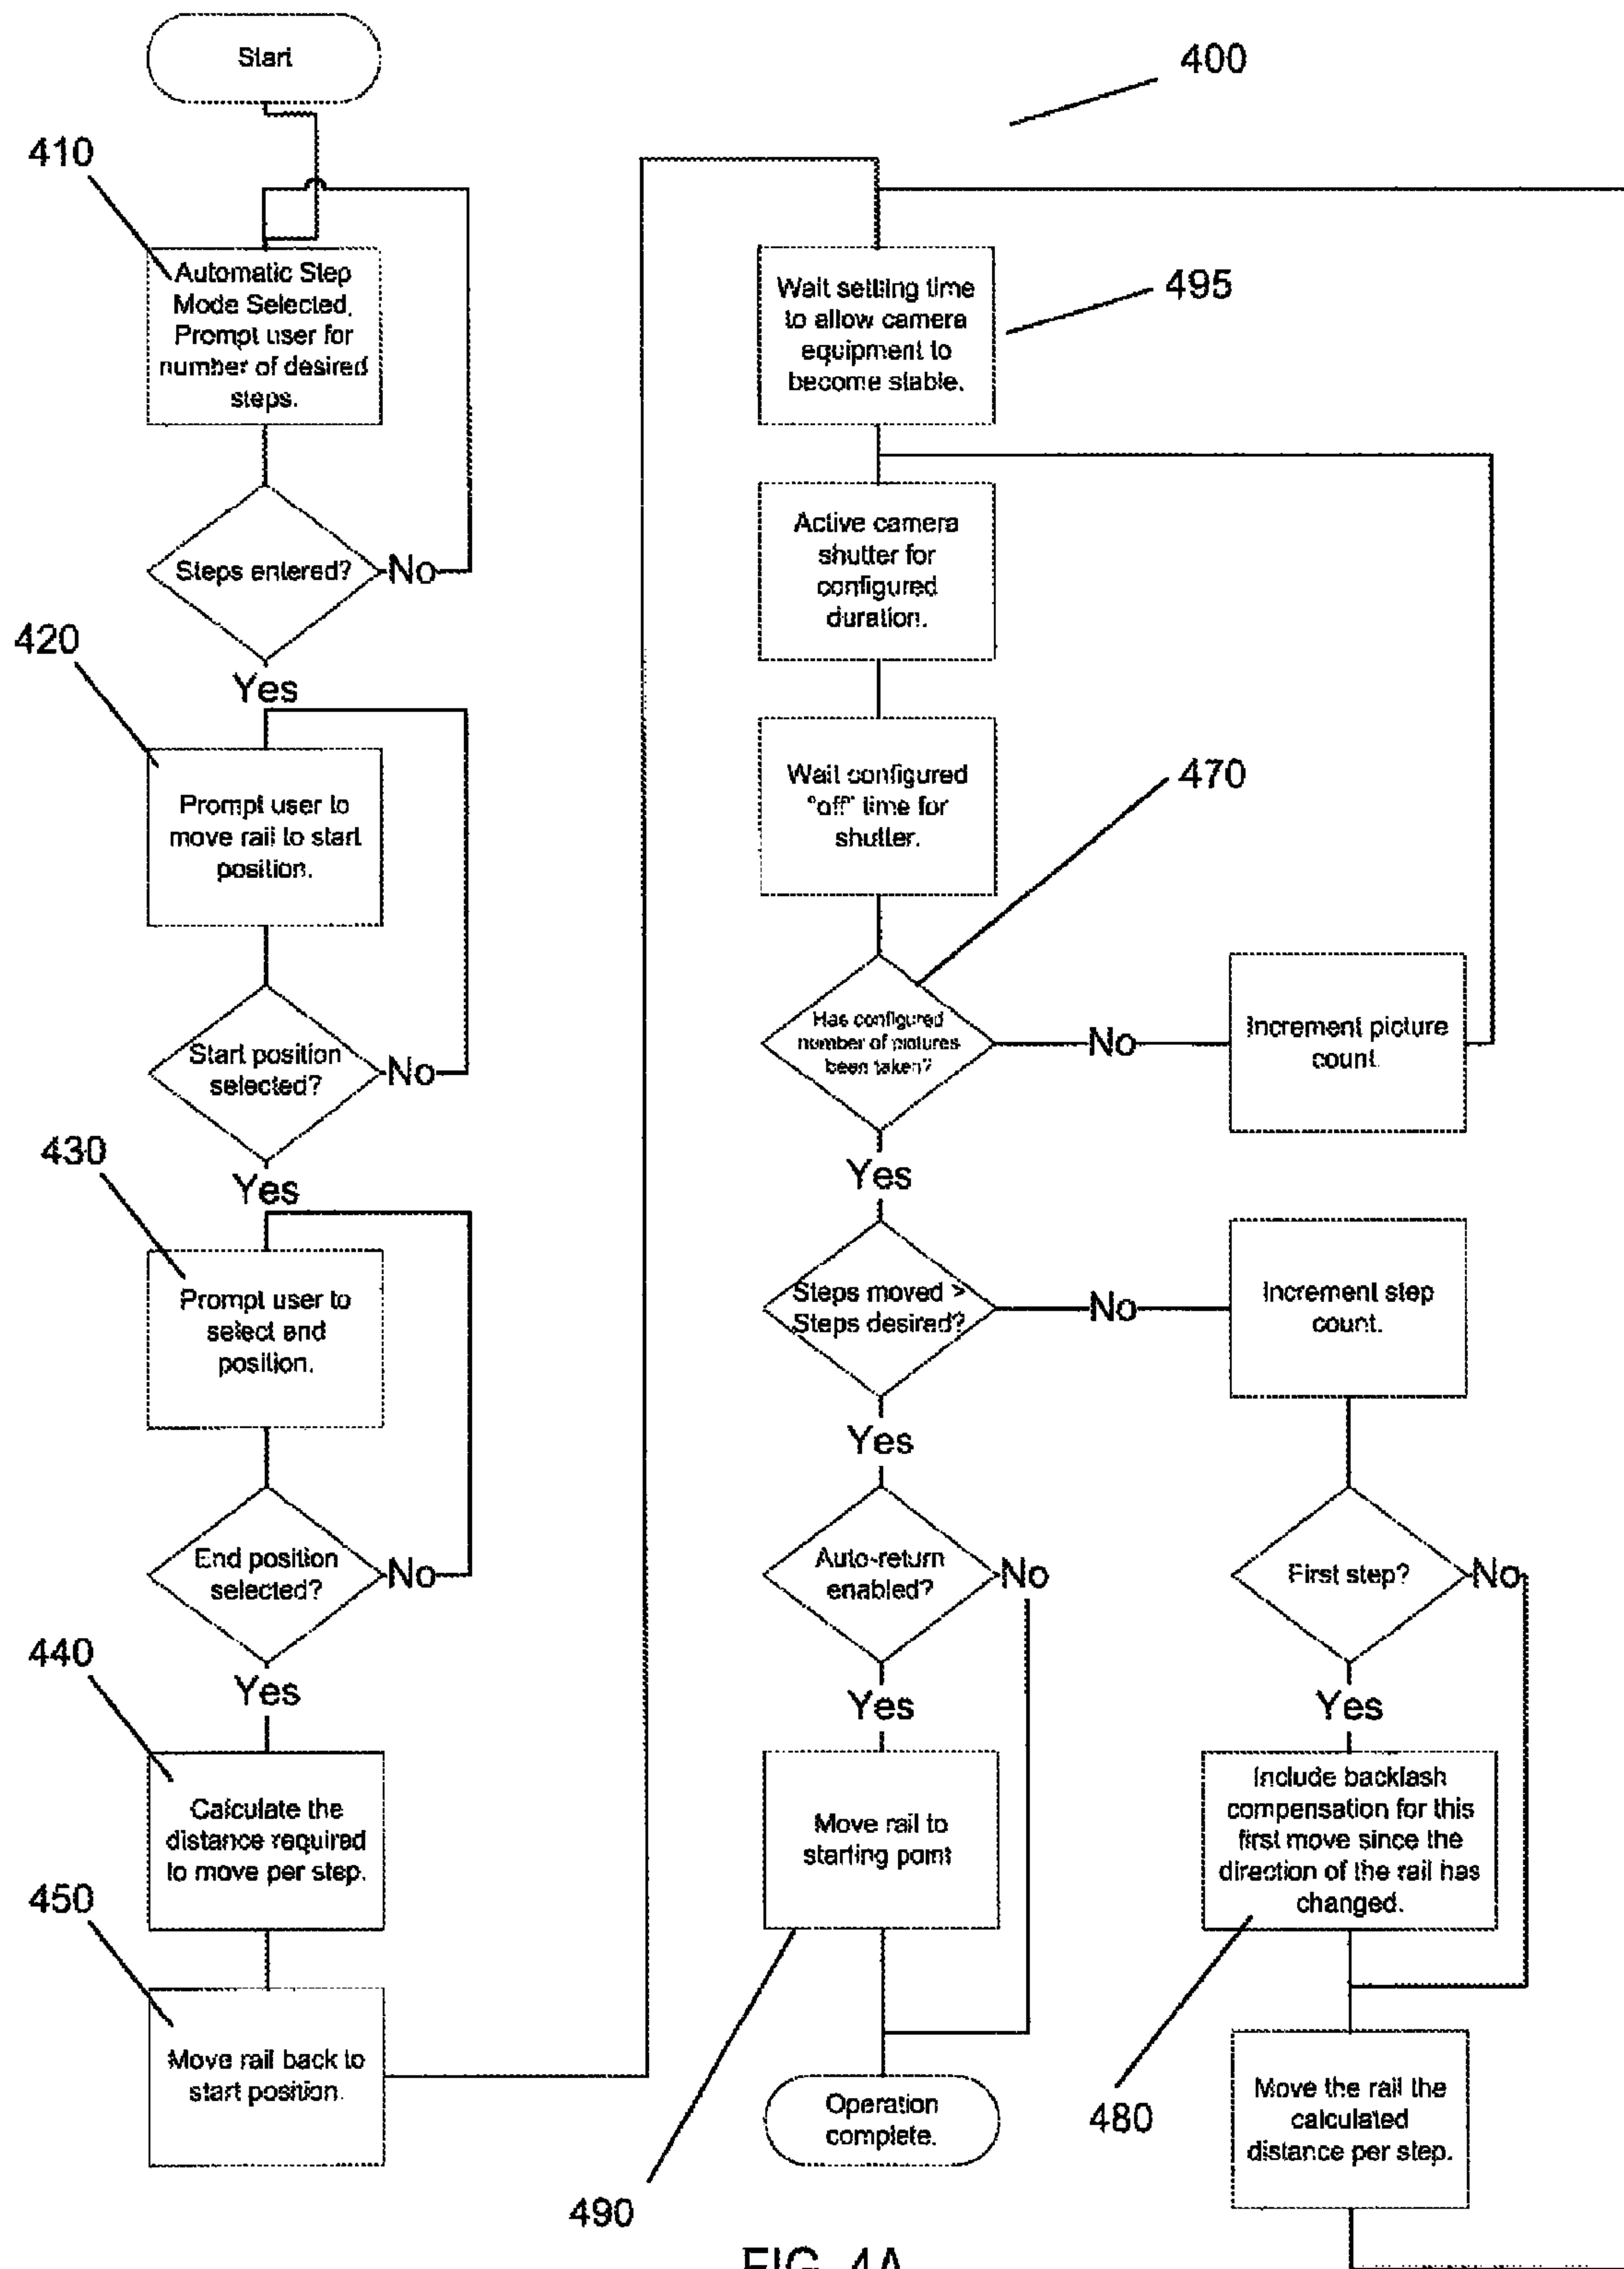 Start
400
410
Automatic Step
Mode Selected,
Prompt user for
number of desired
steps.
Steps entered?
No
Yes
420
Prompt user to
move rail to start
position.
Start position
selected?
No
Yes
430
Prompt user to
select end
position.
End position
selected?
No
Yes
440
Calculate the
distance required
to move per step.
450
Move rail back to
start position.
Wait settling time
to allow camera
equipment to
become stable.
495
Active camera
shutter for
configured
duration.
Wait configured
"off" time for
shutter.
470
Has configured
number of pictures
been taken?
No
Increment picture
count.
Yes
Steps moved >
Steps desired?
No
Increment step
count.
Yes
Auto-return
enabled?
No
Yes
Move rail to
starting point
490
Operation
complete.
First step?
No
Yes
Include backlash
compensation for this
first move since the
direction of the rail has
changed.
480
Move the rail the
calculated
distance per step.
FIG. 4A